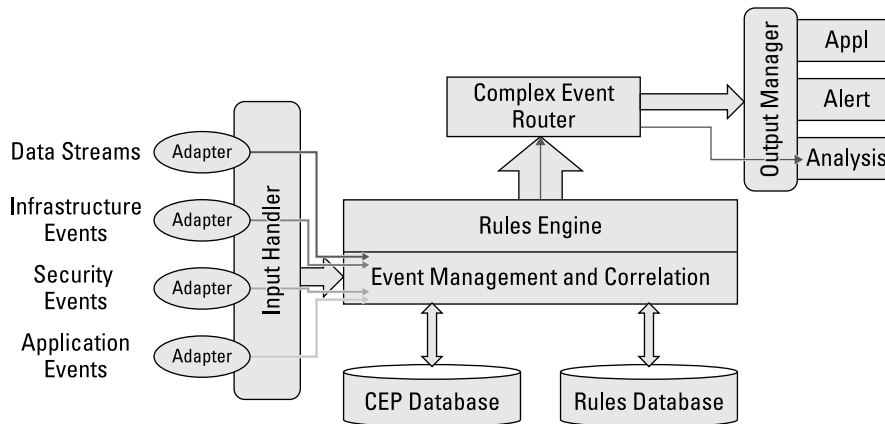 Data Streams
Adapter
Infrastructure
Events
Adapter
Security
Events
Adapter
Application
Events
Adapter
Input Handler
Complex Event
Router
Rules Engine
Event Management and Correlation
CEP Database
Rules Database
Output Manager
Appl
Alert
Analysis